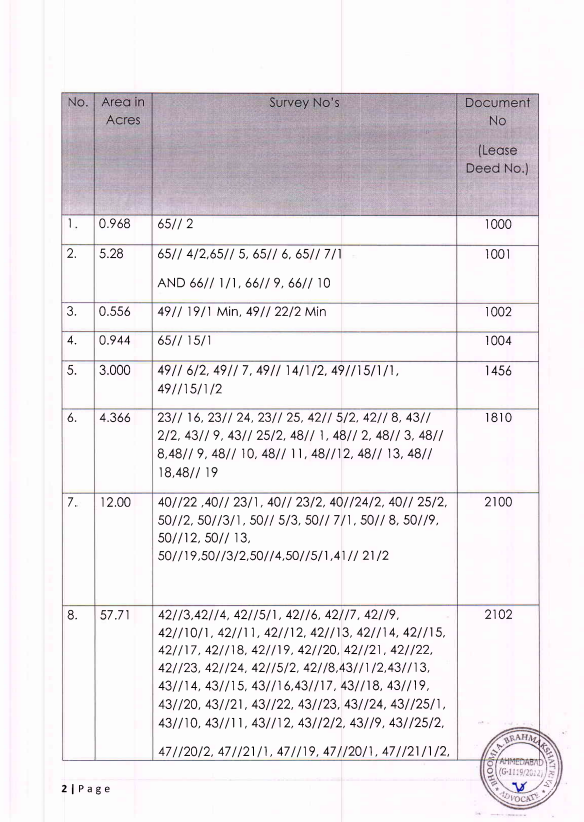 No. Area in Survey No's Document
Acres No
(Lease
Deed No.)
1. 0.968 65// 2 1000
2. 5.28 65// 4/2,65// 5, 65// 6, 65// 7/1 1001
AND 66// 1/1, 66// 9, 66// 10
3. 0.556 49// 19/1 Min, 49// 22/2 Min 1002
4. 0.944 65// 15/1 1004
5. 3.000 49// 6/2, 49// 7, 49// 14/1/2, 49//15/1/1, 1456
49//15/1/2
6. 4.366 23// 16, 23// 24, 23// 25, 42// 5/2, 42// 8, 43// 1810
2/2, 43// 9, 43// 25/2, 48// 1, 48// 2, 48// 3, 48//
8,48// 9, 48// 10, 48// 11, 48//12, 48// 13, 48//
18,48// 19
7. 12.00 40//22 ,40// 23/1, 40// 23/2, 40//24/2, 40// 25/2, 2100
50//2, 50//3/1, 50// 5/3, 50// 7/1, 50// 8, 50//9,
50//12, 50// 13,
50//19,50//3/2,50//4,50//5/1,41// 21/2
8. 57.71 42//3,42//4, 42//5/1, 42//6, 42//7, 42//9, 2102
42//10/1, 42//11, 42//12, 42//13, 42//14, 42//15,
42//17, 42//18, 42//19, 42//20, 42//21, 42//22,
42//23, 42//24, 42//5/2, 42//8,43//1/2,43//13,
43//14, 43//15, 43//16,43//17, 43//18, 43//19,
43//20, 43//21, 43//22, 43//23, 43//24, 43//25/1,
43//10, 43//11, 43//12, 43//2/2, 43//9, 43//25/2,
47//20/2, 47//21/1, 47//19, 47//20/1, 47//21/1/2,
BHOOMI A. BRAHMAKSHATRIYA
AHMEDABAD
(G-1119/2012)
ADVOCATE
2 | Page